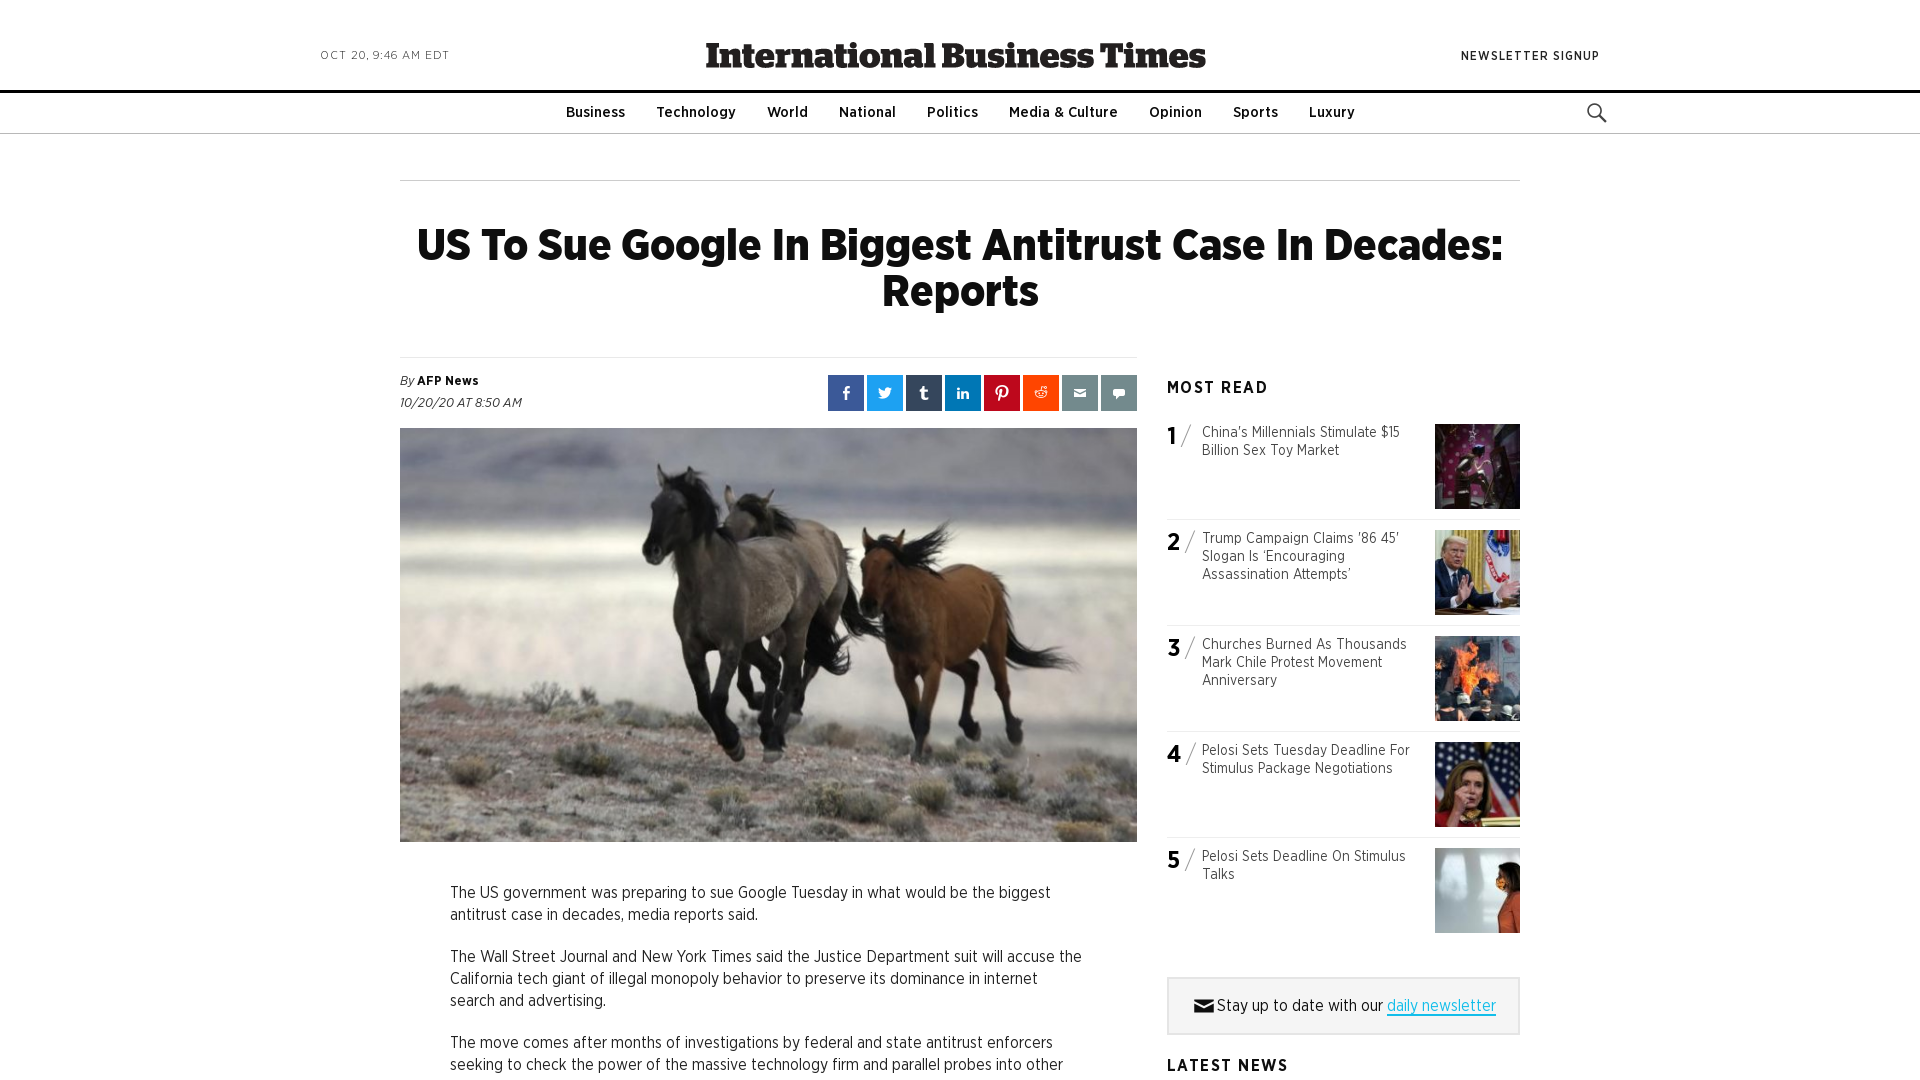 OCT 20, 9:46 AM EDT
International Business Times
NEWSLETTER SIGNUP
Business Technology World National Politics Media & Culture Opinion Sports Luxury
US To Sue Google In Biggest Antitrust Case In Decades:
Reports
By AFP News
10/20/20 AT 8:50 AM
The US government was preparing to sue Google Tuesday in what would be the biggest
antitrust case in decades, media reports said.
The Wall Street Journal and New York Times said the Justice Department suit will accuse the
California tech giant of illegal monopoly behavior to preserve its dominance in internet
search and advertising.
The move comes after months of investigations by federal and state antitrust enforcers
seeking to check the power of the massive technology firm and parallel probes into other
MOST READ
1 / China's Millennials Stimulate $15
Billion Sex Toy Market
2 / Trump Campaign Claims '86 45'
Slogan Is ‘Encouraging
Assassination Attempts’
3 / Churches Burned As Thousands
Mark Chile Protest Movement
Anniversary
4 / Pelosi Sets Tuesday Deadline For
Stimulus Package Negotiations
5 / Pelosi Sets Deadline On Stimulus
Talks
Stay up to date with our daily newsletter
LATEST NEWS